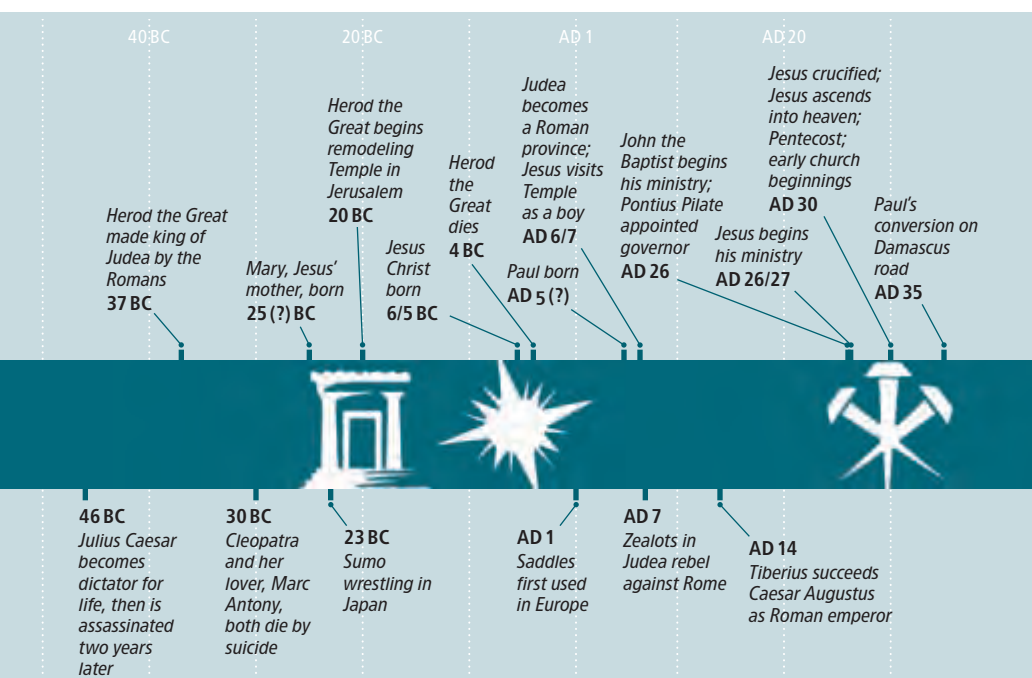 40 BC
20 BC
AD 1
AD 20
Herod the Great
made king of
Judea by the
Romans
37 BC
Mary, Jesus’
mother, born
25 (?) BC
Herod the
Great begins
remodeling
Temple in
Jerusalem
20 BC
Jesus
Christ
born
6/5 BC
Herod
the
Great
dies
4 BC
Paul born
AD 5 (?)
Judea
becomes
a Roman
province;
Jesus visits
Temple
as a boy
AD 6/7
John the
Baptist begins
his ministry;
Pontius Pilate
appointed
governor
AD 26
Jesus begins
his ministry
AD 26/27
Jesus crucified;
Jesus ascends
into heaven;
Pentecost;
early church
beginnings
AD 30
Paul’s
conversion on
Damascus
road
AD 35
46 BC
Julius Caesar
becomes
dictator for
life, then is
assassinated
two years
later
30 BC
Cleopatra
and her
lover, Marc
Antony,
both die by
suicide
23 BC
Sumo
wrestling in
Japan
AD 1
Saddles
first used
in Europe
AD 7
Zealots in
Judea rebel
against Rome
AD 14
Tiberius succeeds
Caesar Augustus
as Roman emperor